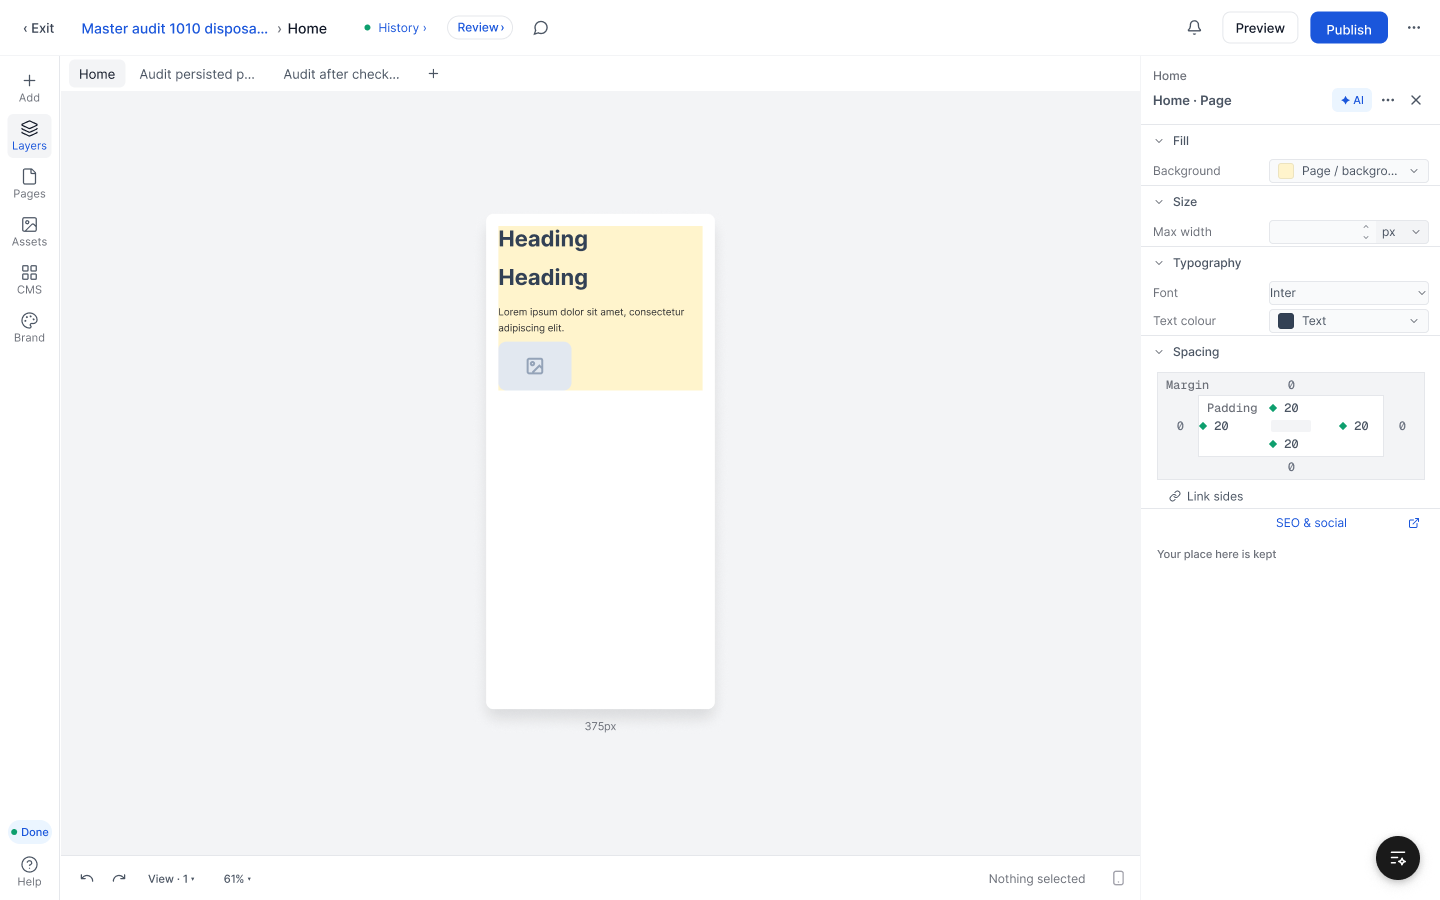 ‹ Exit
Master audit 1010 disposa... › Home
History ›
Review ›
Preview
Publish
Add
Layers
Pages
Assets
CMS
Brand
Done
Help
Home
Audit persisted p...
Audit after check...
Heading
Heading
Lorem ipsum dolor sit amet, consectetur
adipiscing elit.
375px
View · 1
61%
Nothing selected
Home
Home · Page
AI
Fill
Background
Page / backgro...
Size
Max width
px
Typography
Font
Inter
Text colour
Text
Spacing
Margin 0
Padding 20
0 20 20 0
20
0
Link sides
SEO & social
Your place here is kept